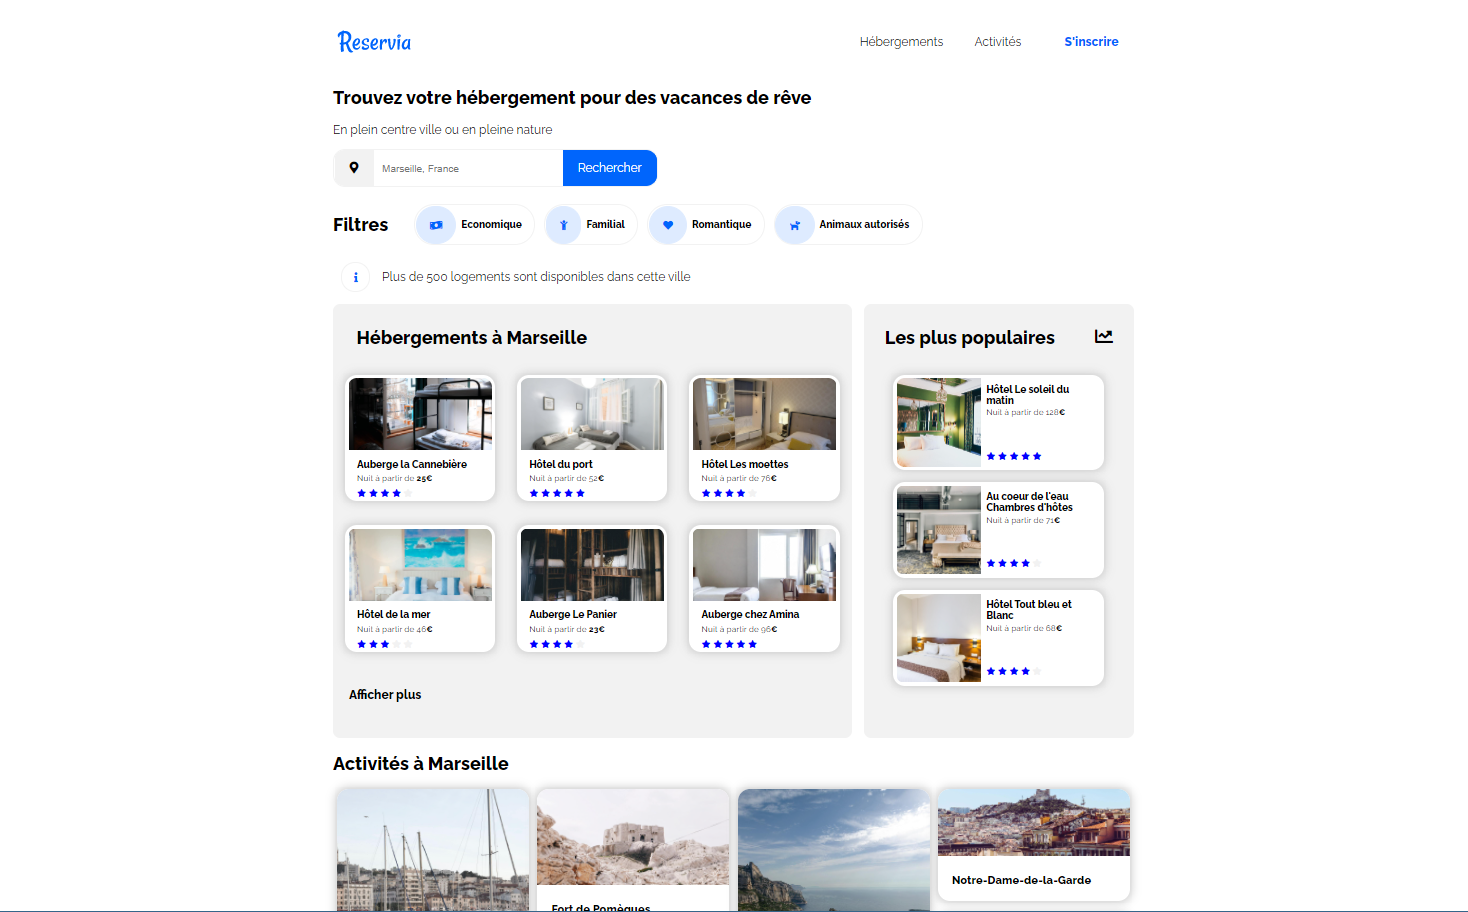 Reservia
Hébergements
Activités
S'inscrire
Trouvez votre hébergement pour des vacances de rêve
En plein centre ville ou en pleine nature
Marseille, France
Rechercher
Filtres
Economique
Familial
Romantique
Animaux autorisés
Plus de 500 logements sont disponibles dans cette ville
Hébergements à Marseille
Auberge la Cannebière
Nuit à partir de 25€
Hôtel du port
Nuit à partir de 52€
Hôtel Les moettes
Nuit à partir de 76€
Hôtel de la mer
Nuit à partir de 46€
Auberge Le Panier
Nuit à partir de 23€
Auberge chez Amina
Nuit à partir de 96€
Afficher plus
Les plus populaires
Hôtel Le soleil du
matin
Nuit à partir de 128€
Au coeur de l'eau
Chambres d'hôtes
Nuit à partir de 71€
Hôtel Tout bleu et
Blanc
Nuit à partir de 68€
Activités à Marseille
Fort de Pomègues
Notre-Dame-de-la-Garde